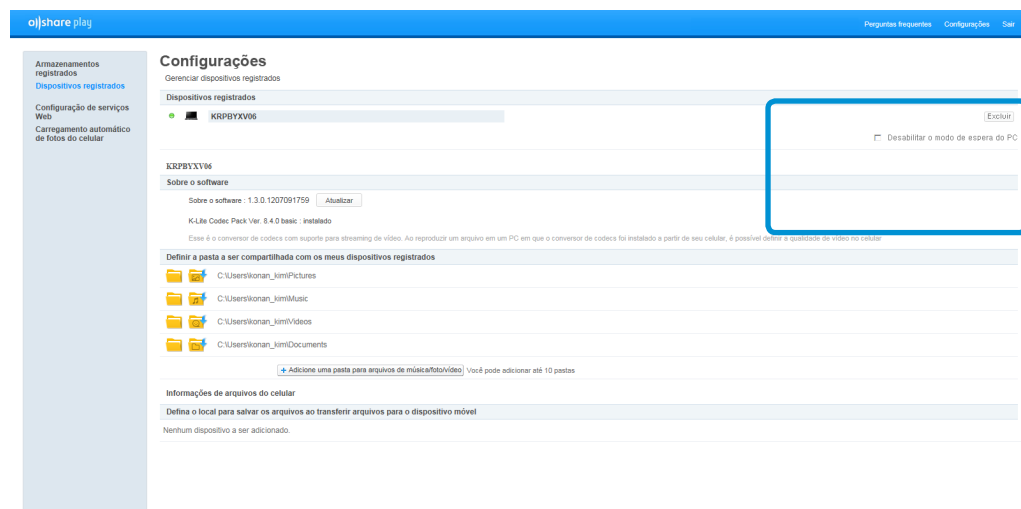 allshare play
Perguntas frequentes Configurações Sair
Armazenamentos
registrados
Dispositivos registrados
Configuração de serviços
Web
Carregamento automático
de fotos do celular
Configurações
Gerenciar dispositivos registrados
Dispositivos registrados
KRPBYXV06
Excluir
Desabilitar o modo de espera do PC
KRPBYXV06
Sobre o software
Sobre o software : 1.3.0.1207091759 Atualizar
K-Lite Codec Pack Ver. 8.4.0 basic : instalado
Esse é o conversor de codecs com suporte para streaming de vídeo. Ao reproduzir um arquivo em um PC em que o conversor de codecs foi instalado a partir de seu celular, é possível definir a qualidade de vídeo no celular
Definir a pasta a ser compartilhada com os meus dispositivos registrados
C:\Users\konan_kim\Pictures
C:\Users\konan_kim\Music
C:\Users\konan_kim\Videos
C:\Users\konan_kim\Documents
+ Adicione uma pasta para arquivos de música/foto/vídeo Você pode adicionar até 10 pastas
Informações de arquivos do celular
Defina o local para salvar os arquivos ao transferir arquivos para o dispositivo móvel
Nenhum dispositivo a ser adicionado.